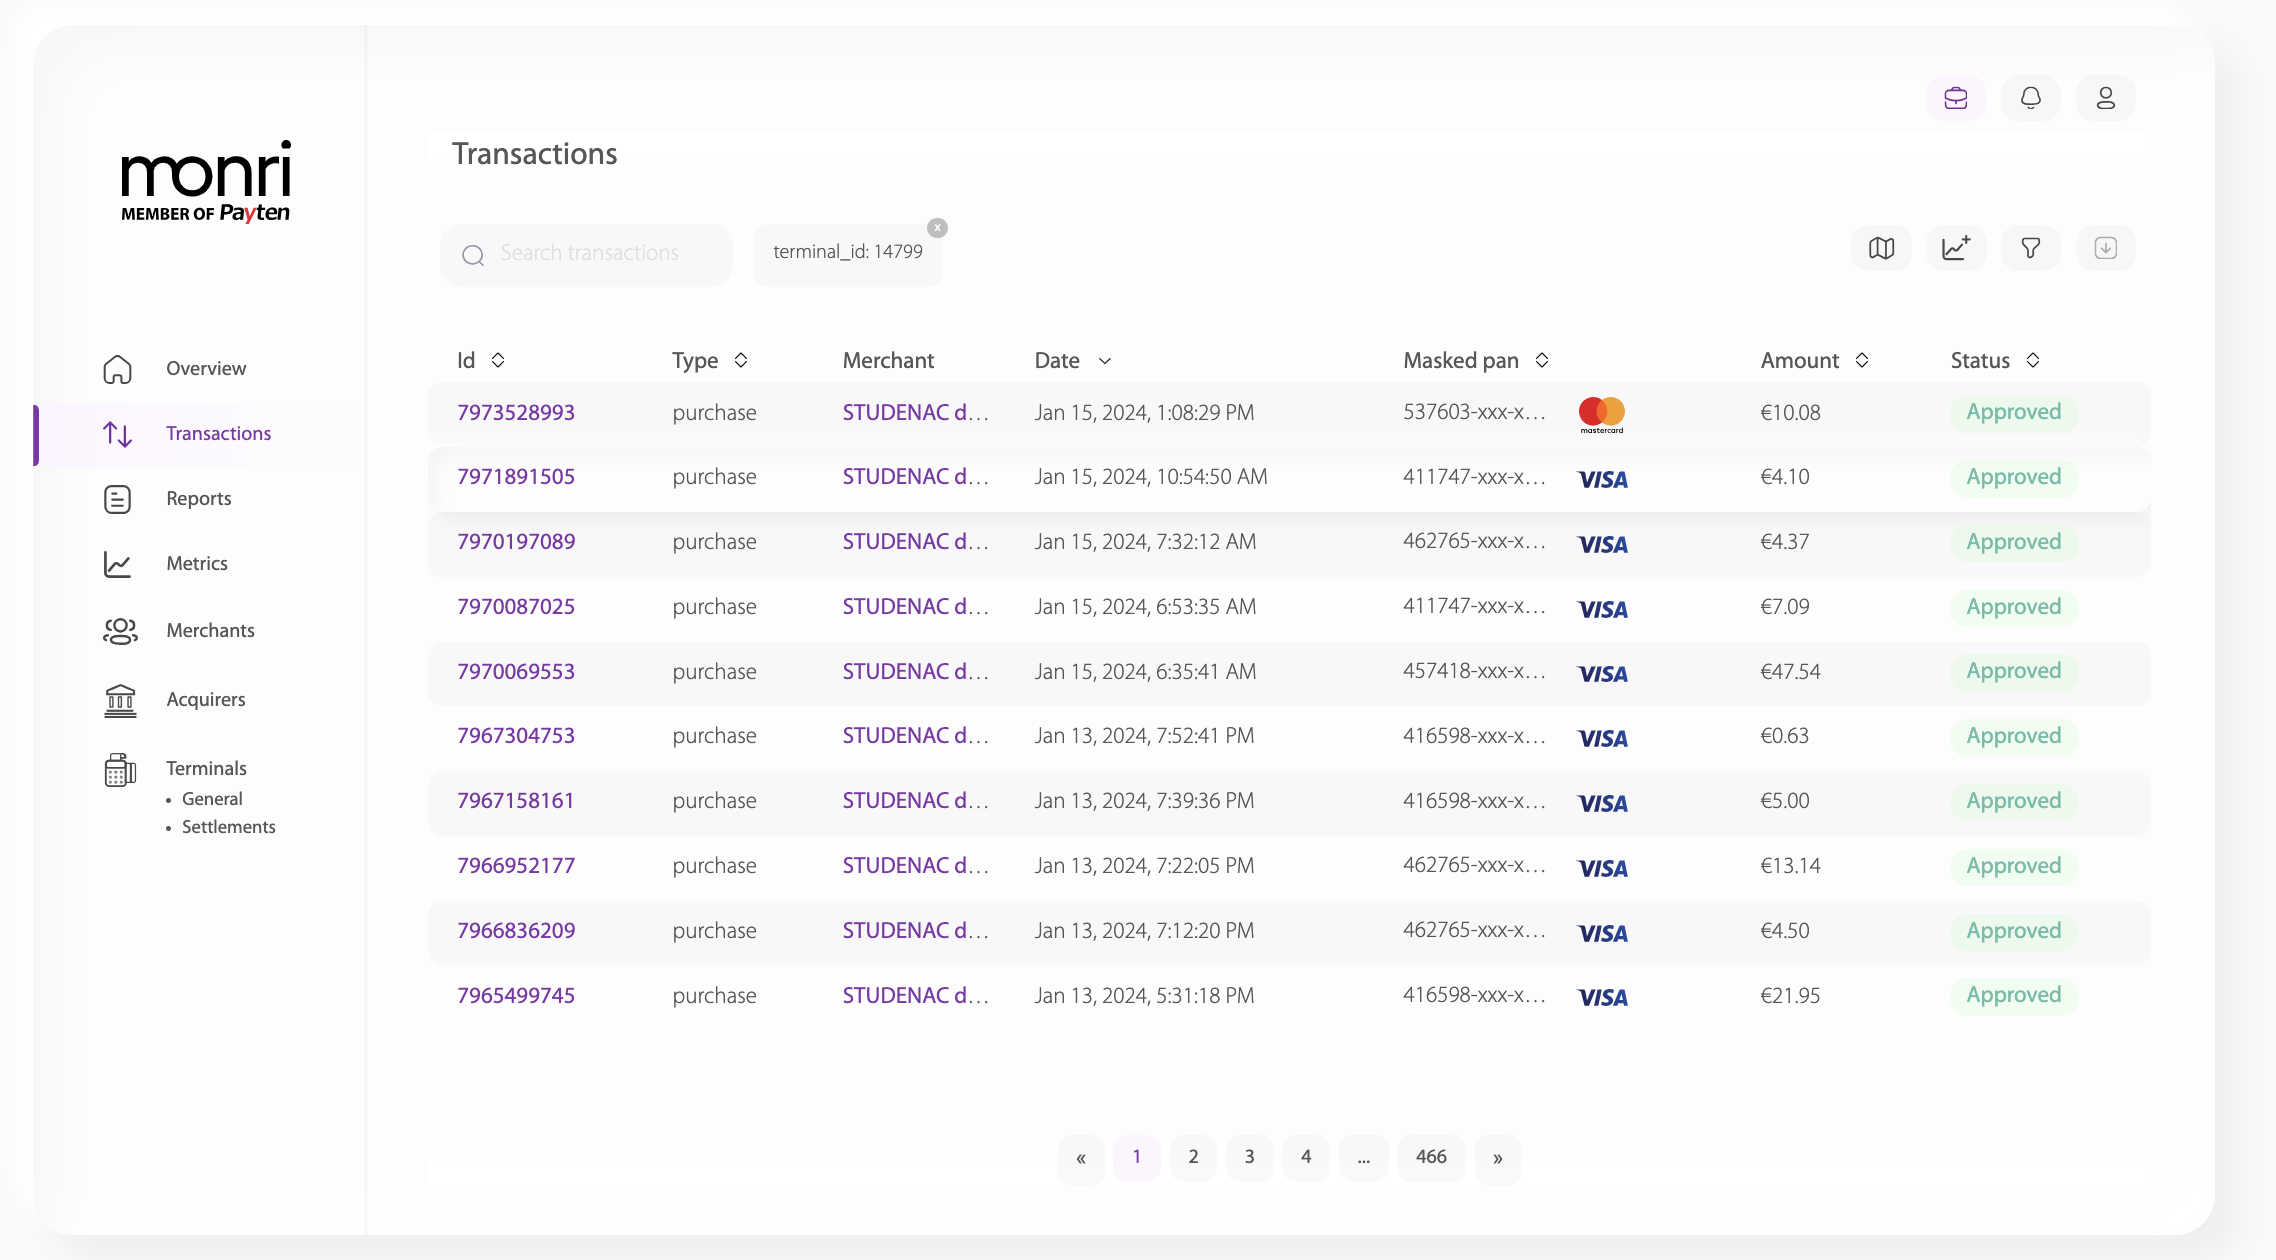 monri
MEMBER OF Payten
Overview
Transactions
Reports
Metrics
Merchants
Acquirers
Terminals
• General
• Settlements
Transactions
Search transactions
terminal_id: 14799 x
Id Type Merchant Date Masked pan Amount Status
7973528993 purchase STUDENAC d... Jan 15, 2024, 1:08:29 PM 537603-xxx-x... mastercard €10.08 Approved
7971891505 purchase STUDENAC d... Jan 15, 2024, 10:54:50 AM 411747-xxx-x... VISA €4.10 Approved
7970197089 purchase STUDENAC d... Jan 15, 2024, 7:32:12 AM 462765-xxx-x... VISA €4.37 Approved
7970087025 purchase STUDENAC d... Jan 15, 2024, 6:53:35 AM 411747-xxx-x... VISA €7.09 Approved
7970069553 purchase STUDENAC d... Jan 15, 2024, 6:35:41 AM 457418-xxx-x... VISA €47.54 Approved
7967304753 purchase STUDENAC d... Jan 13, 2024, 7:52:41 PM 416598-xxx-x... VISA €0.63 Approved
7967158161 purchase STUDENAC d... Jan 13, 2024, 7:39:36 PM 416598-xxx-x... VISA €5.00 Approved
7966952177 purchase STUDENAC d... Jan 13, 2024, 7:22:05 PM 462765-xxx-x... VISA €13.14 Approved
7966836209 purchase STUDENAC d... Jan 13, 2024, 7:12:20 PM 462765-xxx-x... VISA €4.50 Approved
7965499745 purchase STUDENAC d... Jan 13, 2024, 5:31:18 PM 416598-xxx-x... VISA €21.95 Approved
« 1 2 3 4 ... 466 »